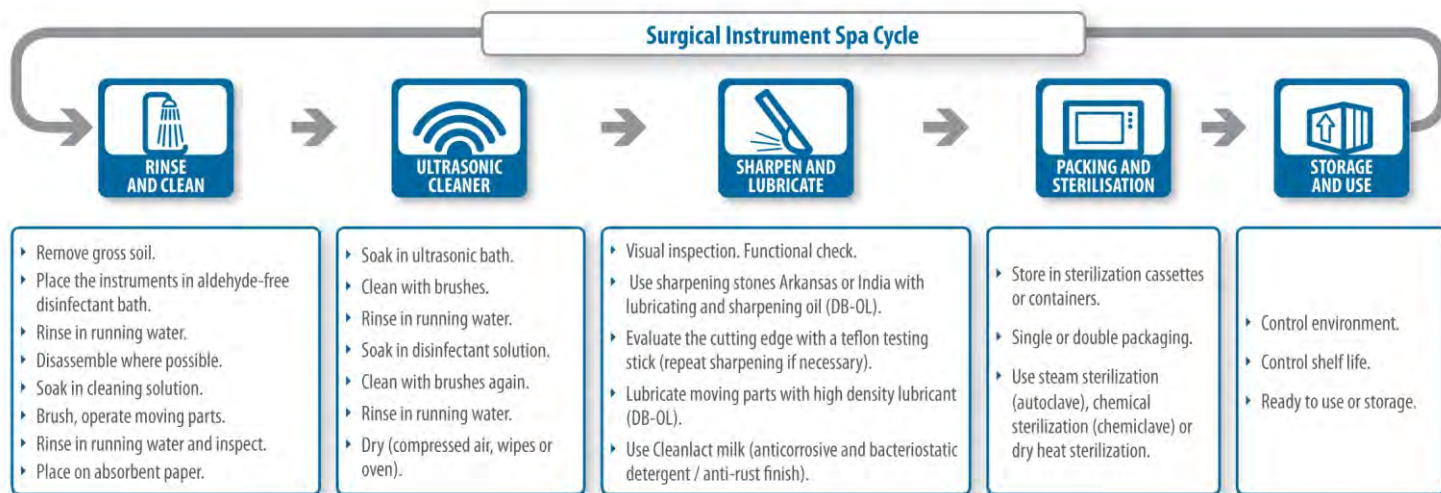 Surgical Instrument Spa Cycle
RINSE
AND CLEAN
ULTRASONIC
CLEANER
SHARPEN AND
LUBRICATE
PACKING AND
STERILISATION
STORAGE
AND USE
Remove gross soil.
Place the instruments in aldehyde-free
disinfectant bath.
Rinse in running water.
Disassemble where possible.
Soak in cleaning solution.
Brush, operate moving parts.
Rinse in running water and inspect.
Place on absorbent paper.
Soak in ultrasonic bath.
Clean with brushes.
Rinse in running water.
Soak in disinfectant solution.
Clean with brushes again.
Rinse in running water.
Dry (compressed air, wipes or
oven).
Visual inspection. Functional check.
Use sharpening stones Arkansas or India with
lubricating and sharpening oil (DB-OL).
Evaluate the cutting edge with a teflon testing
stick (repeat sharpening if necessary).
Lubricate moving parts with high density lubricant
(DB-OL).
Use Cleanlact milk (anticorrosive and bacteriostatic
detergent / anti-rust finish).
Store in sterilization cassettes
or containers.
Single or double packaging.
Use steam sterilization
(autoclave), chemical
sterilization (chemiclave) or
dry heat sterilization.
Control environment.
Control shelf life.
Ready to use or storage.